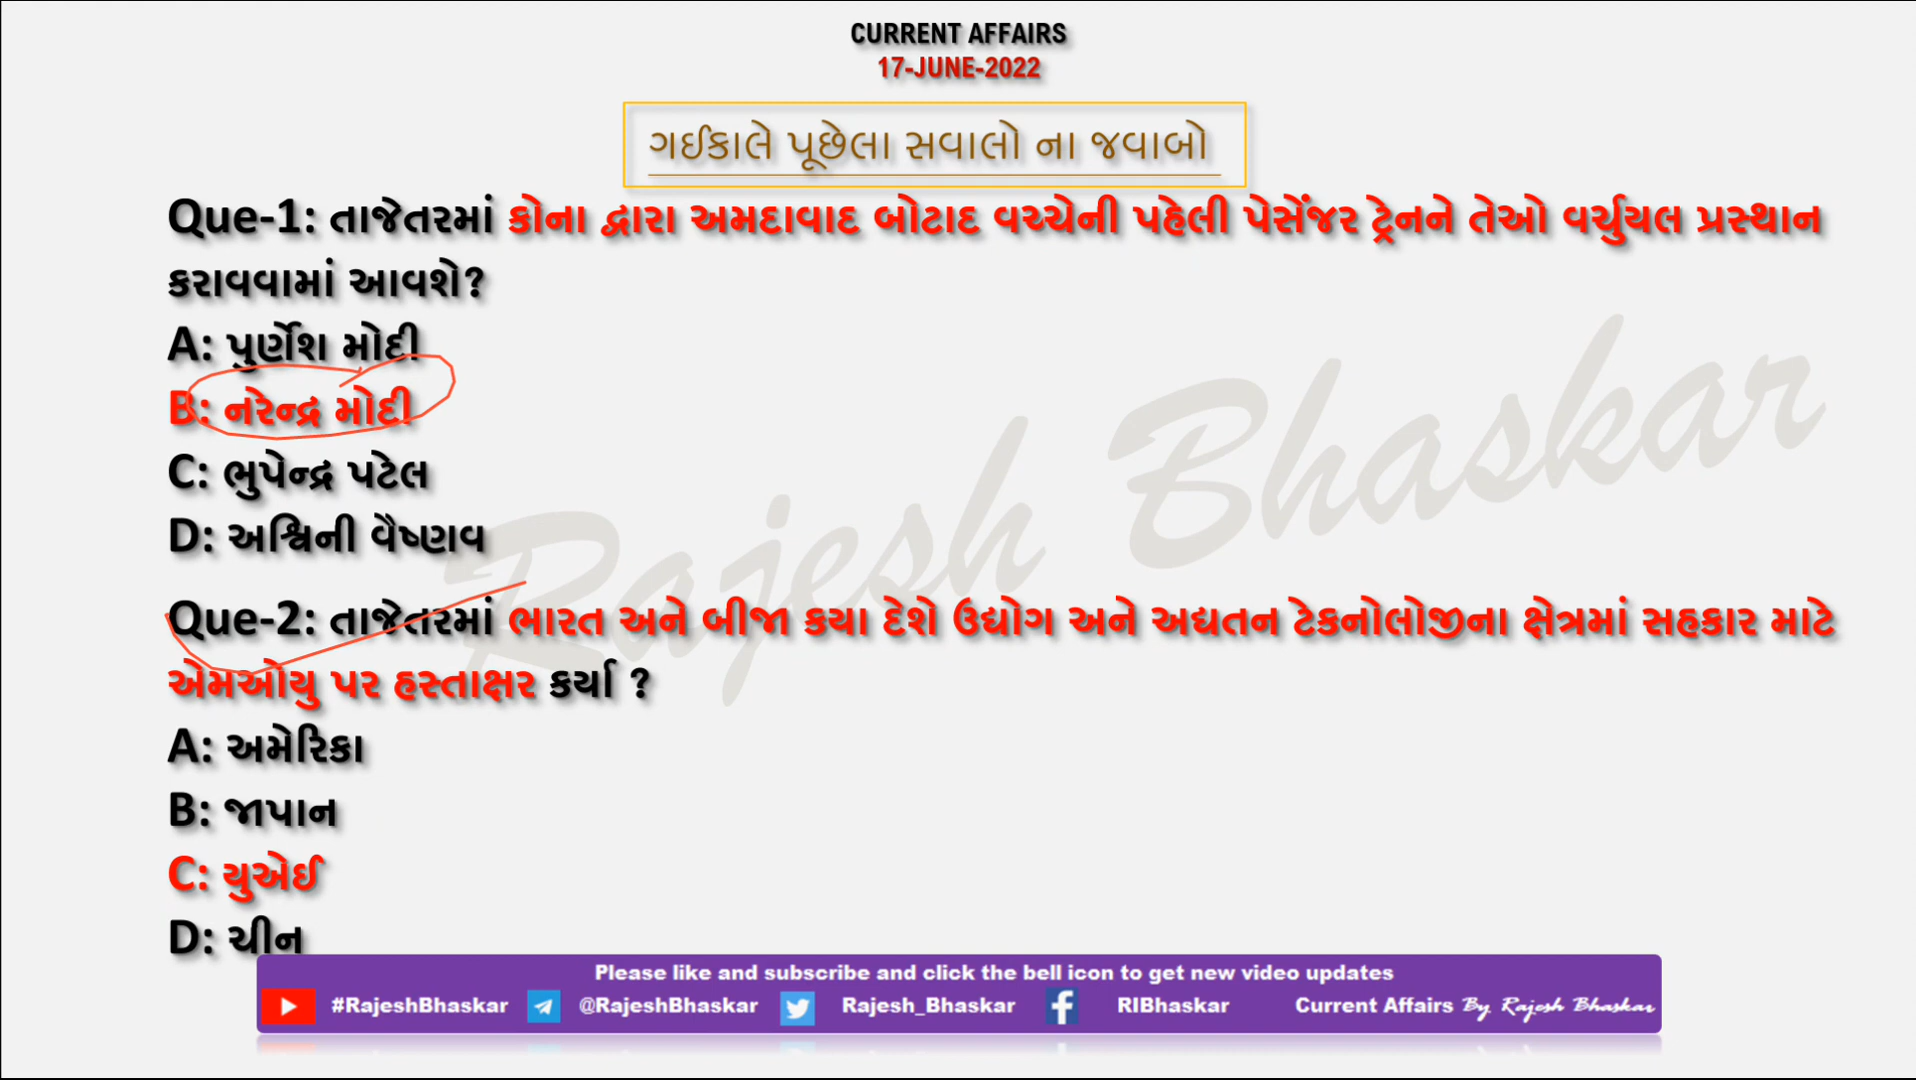 CURRENT AFFAIRS
17-JUNE-2022
ગઈકાલે પૂછેલા સવાલો ના જવાબો
Que-1: તાજેતરમાં કોના દ્વારા અમદાવાદ બોટાદ વચ્ચેની પહેલી પેસેંજર ટ્રેનને તેઓ વર્ચુયલ પ્રસ્થાન
કરાવવામાં આવશે?
A: પુર્ણેશ મોદી
B: નરેન્દ્ર મોદી
C: ભુપેન્દ્ર પટેલ
D: અશ્વિની વૈષ્ણવ
Que-2: તાજેતરમાં ભારત અને બીજા કયા દેશે ઉદ્યોગ અને અદ્યતન ટેકનોલોજીના ક્ષેત્રમાં સહકાર માટે
એમઓયુ પર હસ્તાક્ષર કર્યા ?
A: અમેરિકા
B: જાપાન
C: યુએઈ
D: ચીન
Rajesh Bhaskar
Please like and subscribe and click the bell icon to get new video updates
#RajeshBhaskar @RajeshBhaskar Rajesh_Bhaskar RIBhaskar Current Affairs By Rajesh Bhaskar